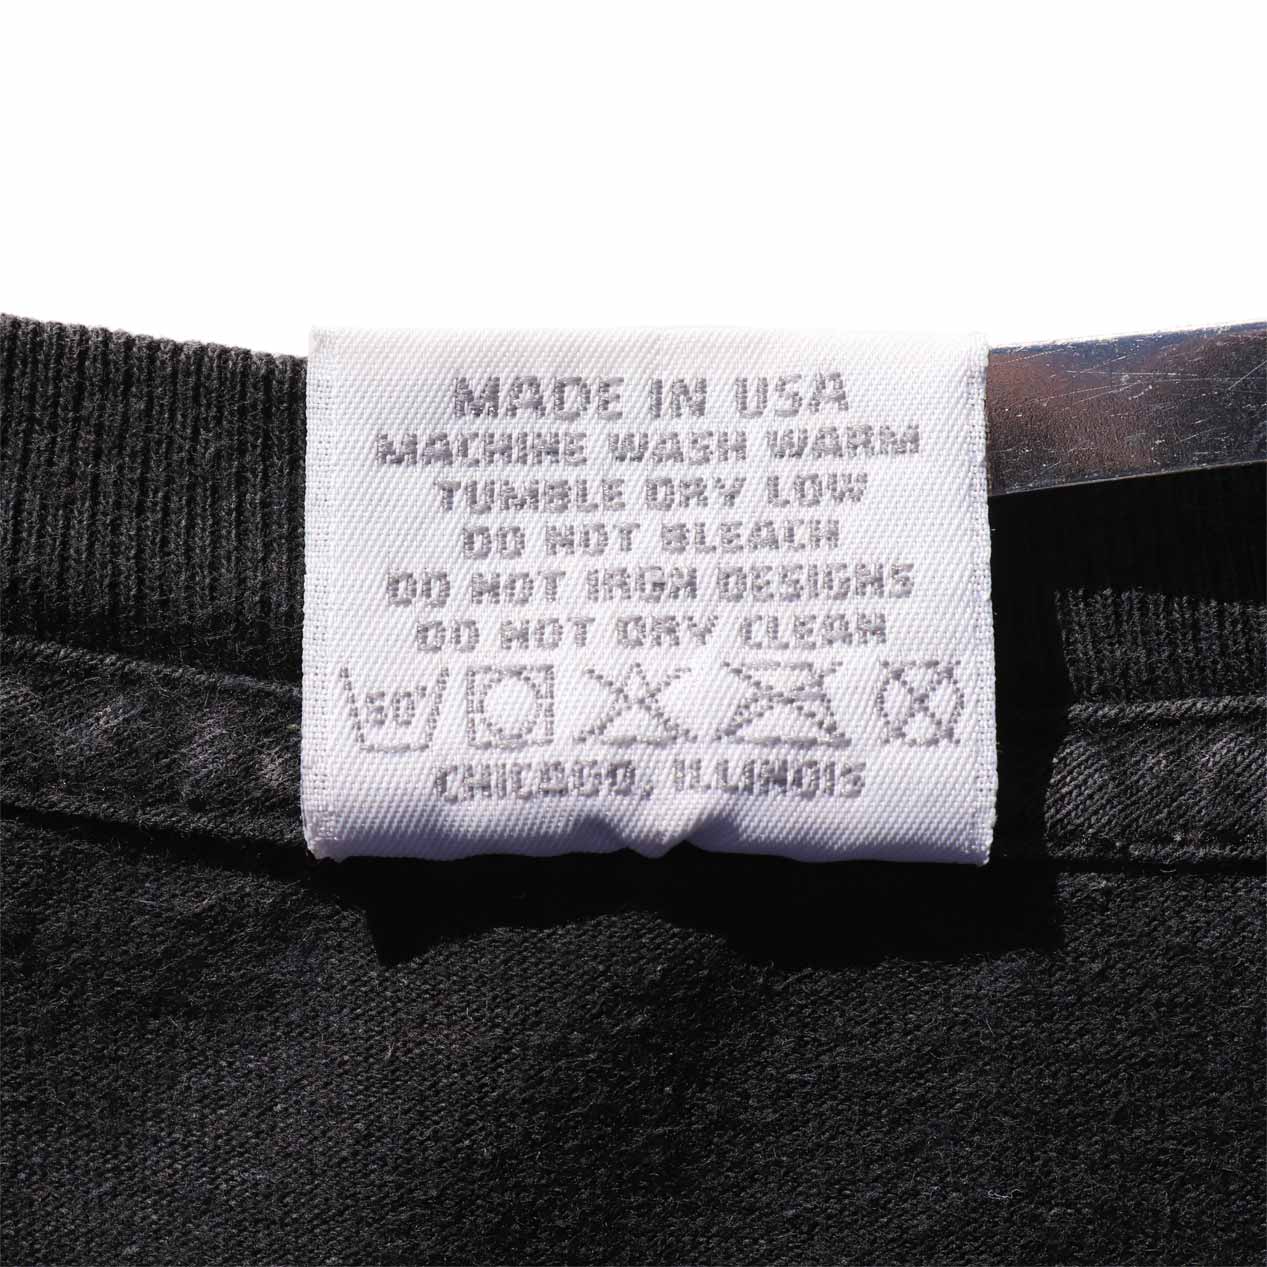 MADE IN USA
MACHINE WASH WARM
TUMBLE DRY LOW
DO NOT BLEACH
DO NOT IRON DESIGNS
DO NOT DRY CLEAN
50°
CHICAGO, ILLINOIS